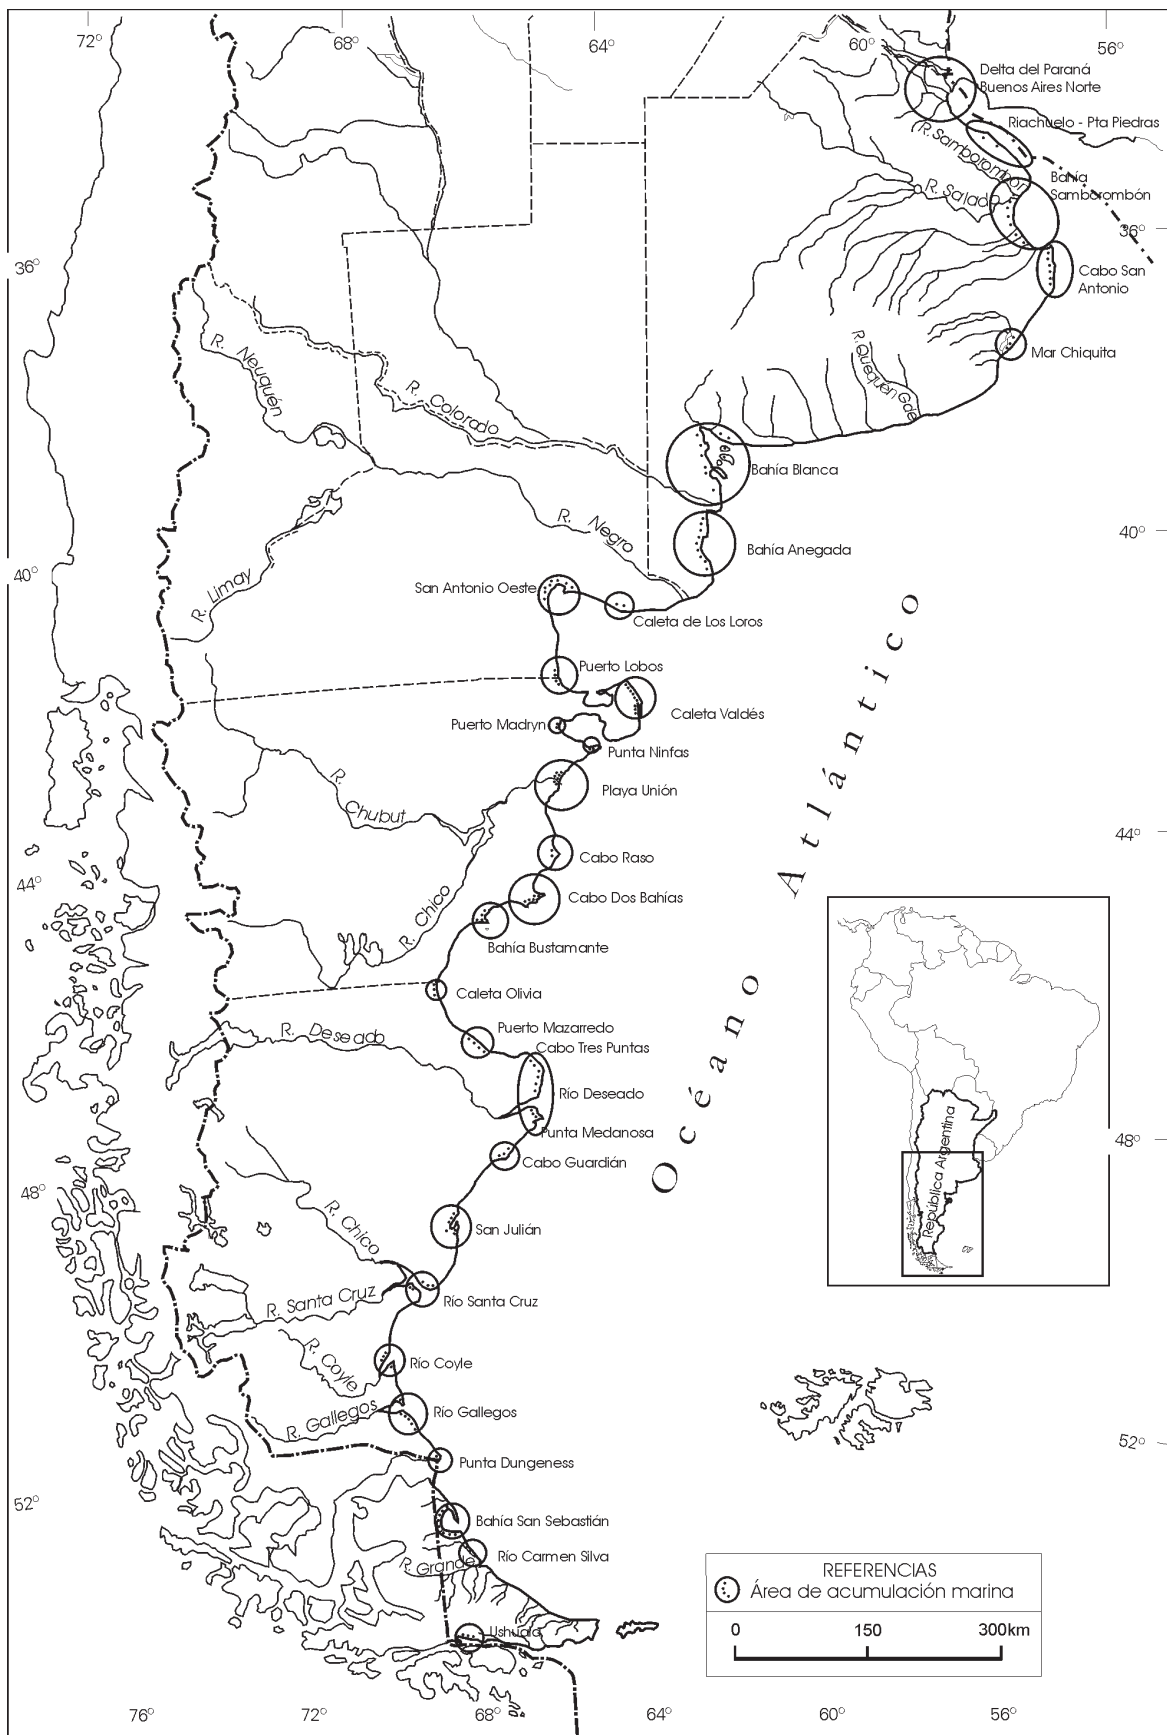 72°
68°
64°
60°
56°
Delta del Paraná
Buenos Aires Norte
Riachuelo - Pta Piedras
R. Samborombón
Bahía
Samborombón
R. Salado
36°
36°
Cabo San
Antonio
Mar Chiquita
R. Neuquén
R. Colorado
R. Quequén Gde
Bahía Blanca
R. Negro
40°
Bahía Anegada
40°
R. Limay
San Antonio Oeste
Caleta de Los Loros
Puerto Lobos
Caleta Valdés
Puerto Madryn
Punta Ninfas
R. Chubut
Playa Unión
44°
Cabo Raso
44°
R. Chico
Cabo Dos Bahías
Bahía Bustamante
Océano Atlántico
Caleta Olivia
R. Deseado
Puerto Mazarredo
Cabo Tres Puntas
Río Deseado
Punta Medanosa
48°
Cabo Guardián
48°
R. Chico
San Julián
República Argentina
R. Santa Cruz
Río Santa Cruz
R. Coyle
Río Coyle
R. Gallegos
Río Gallegos
52°
Punta Dungeness
52°
Bahía San Sebastián
R. Grande
Río Carmen Silva
Ushuaia
REFERENCIAS
Área de acumulación marina
0 150 300km
76°
72°
68°
64°
60°
56°